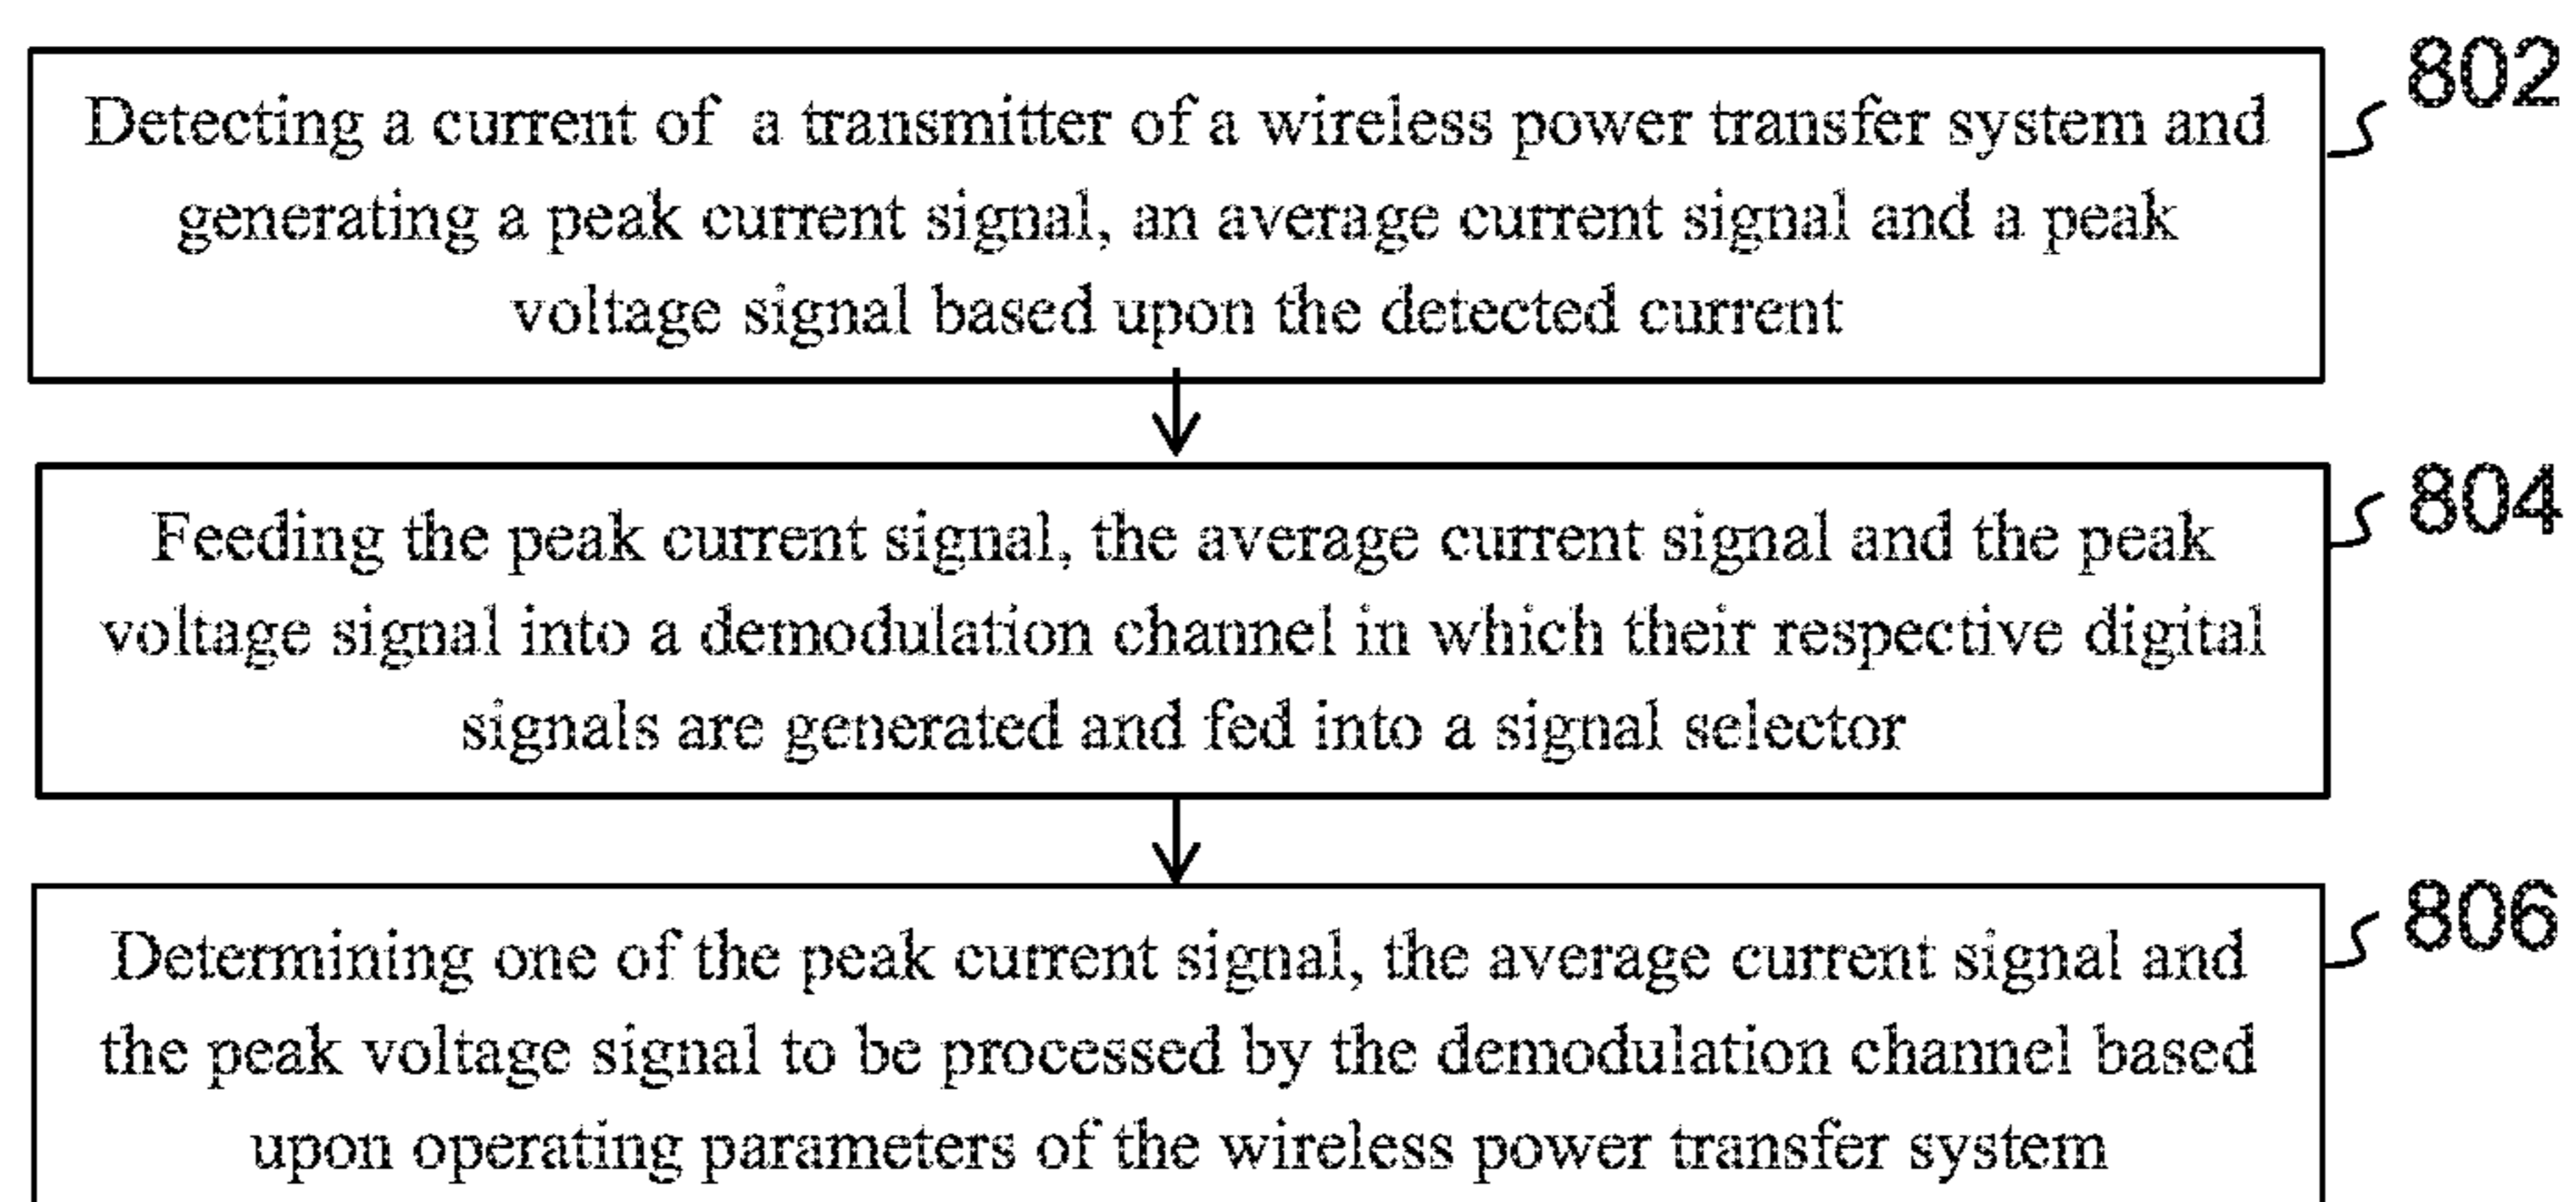 802
Detecting a current of a transmitter of a wireless power transfer system and
generating a peak current signal, an average current signal and a peak
voltage signal based upon the detected current
804
Feeding the peak current signal, the average current signal and the peak
voltage signal into a demodulation channel in which their respective digital
signals are generated and fed into a signal selector
806
Determining one of the peak current signal, the average current signal and
the peak voltage signal to be processed by the demodulation channel based
upon operating parameters of the wireless power transfer system